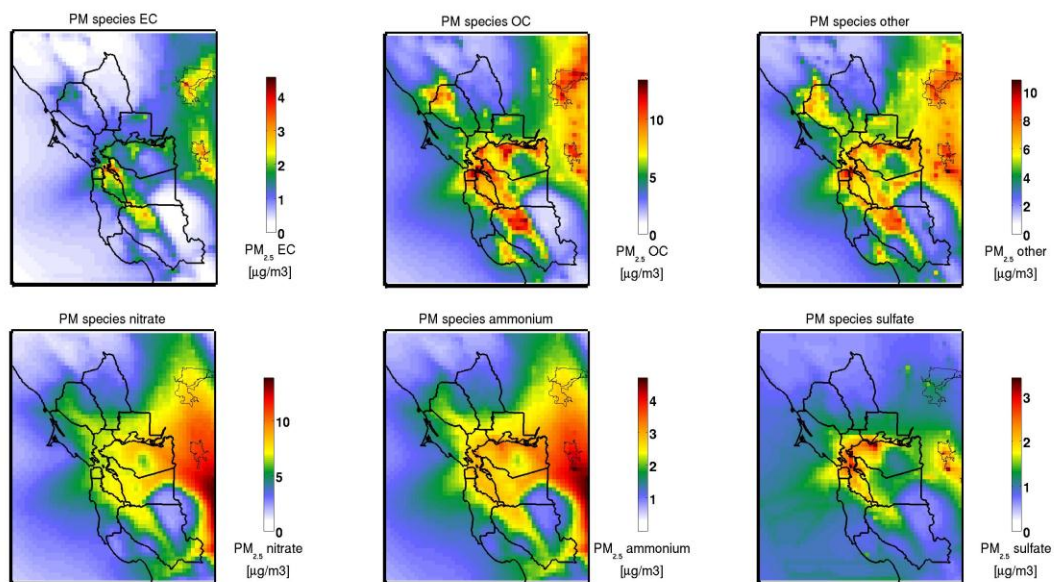 PM species EC
4
3
2
1
0
PM2.5 EC
[µg/m3]
PM species OC
10
5
0
PM2.5 OC
[µg/m3]
PM species other
10
8
6
4
2
0
PM2.5 other
[µg/m3]
PM species nitrate
10
5
0
PM2.5 nitrate
[µg/m3]
PM species ammonium
4
3
2
1
PM2.5 ammonium
[µg/m3]
PM species sulfate
3
2
1
0
PM2.5 sulfate
[µg/m3]